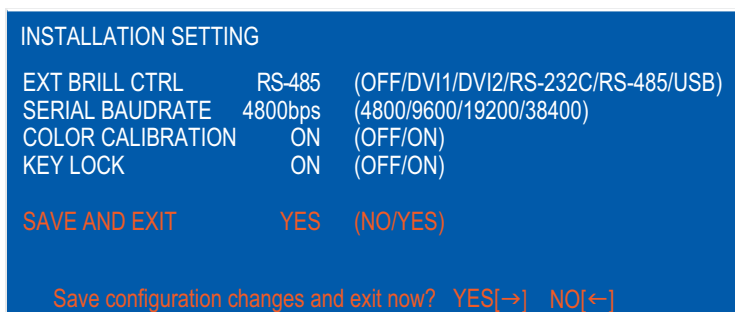 INSTALLATION SETTING
EXT BRILL CTRL RS-485 (OFF/DVI1/DVI2/RS-232C/RS-485/USB)
SERIAL BAUDRATE 4800bps (4800/9600/19200/38400)
COLOR CALIBRATION ON (OFF/ON)
KEY LOCK ON (OFF/ON)
SAVE AND EXIT YES (NO/YES)
Save configuration changes and exit now? YES[→] NO[←]